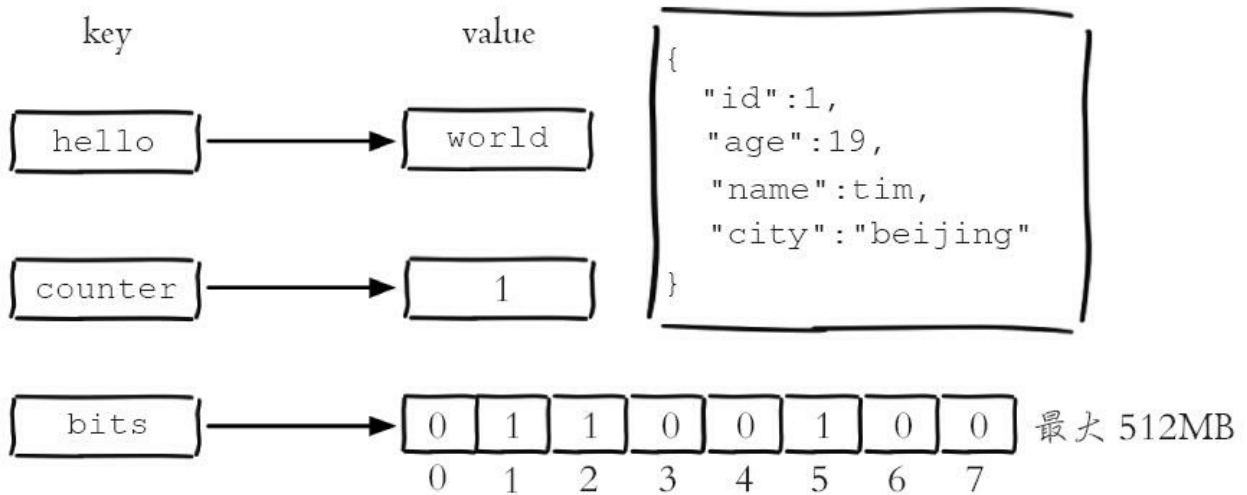 key value
hello world
counter 1
{
"id":1,
"age":19,
"name":tim,
"city":"beijing"
}
bits 0 1 1 0 0 1 0 0 最大 512MB
0 1 2 3 4 5 6 7